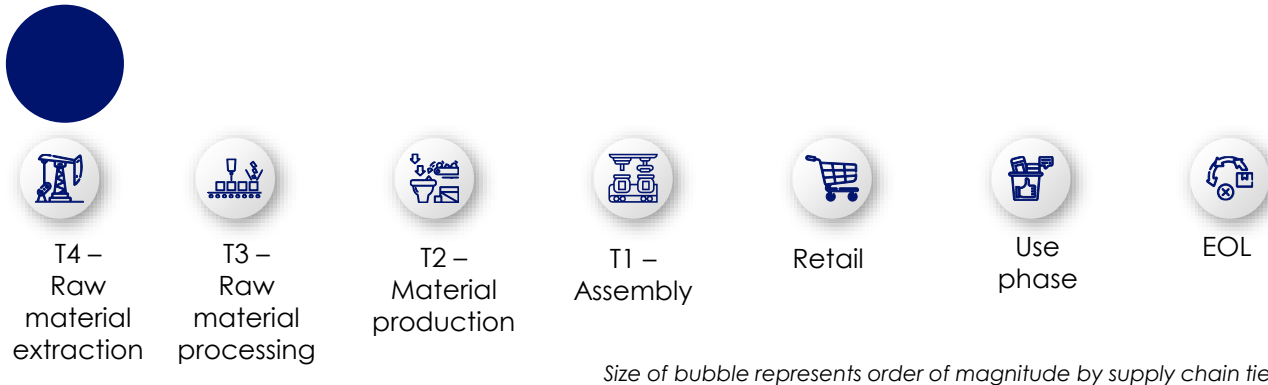 T4 –
Raw
material
extraction
T3 –
Raw
material
processing
T2 –
Material
production
T1 –
Assembly
Retail
Use
phase
EOL
Size of bubble represents order of magnitude by supply chain tie